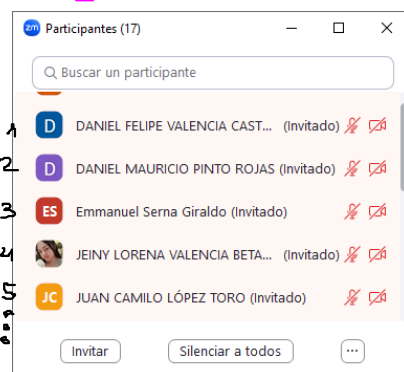 zm Participantes (17)
Buscar un participante
1 D DANIEL FELIPE VALENCIA CAST... (Invitado)
2 D DANIEL MAURICIO PINTO ROJAS (Invitado)
3 ES Emmanuel Serna Giraldo (Invitado)
4 JEINY LORENA VALENCIA BETA... (Invitado)
5 JC JUAN CAMILO LÓPEZ TORO (Invitado)
Invitar Silenciar a todos ...